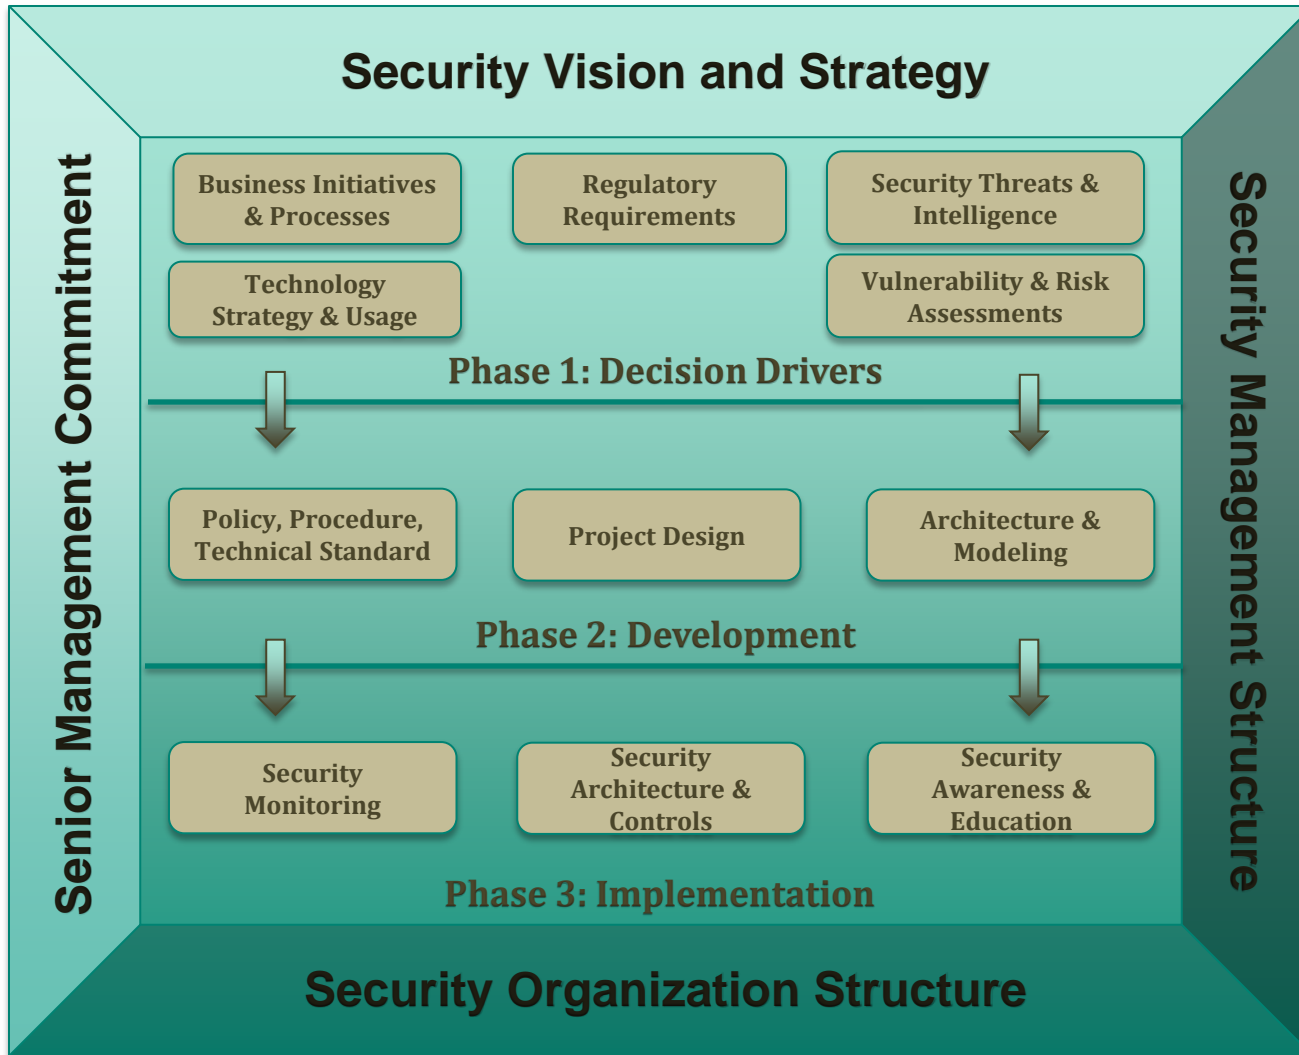 Security Vision and Strategy
Senior Management Commitment
Security Management Structure
Business Initiatives
& Processes
Regulatory
Requirements
Security Threats &
Intelligence
Technology
Strategy & Usage
Vulnerability & Risk
Assessments
Phase 1: Decision Drivers
Policy, Procedure,
Technical Standard
Project Design
Architecture &
Modeling
Phase 2: Development
Security
Monitoring
Security
Architecture &
Controls
Security
Awareness &
Education
Phase 3: Implementation
Security Organization Structure